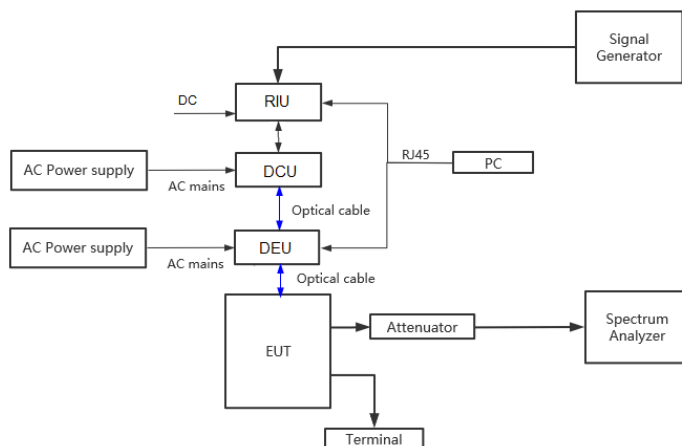 Signal
Generator
DC
RIU
RJ45
PC
AC Power supply
AC mains
DCU
Optical cable
AC Power supply
AC mains
DEU
Optical cable
EUT
Attenuator
Spectrum
Analyzer
Terminal